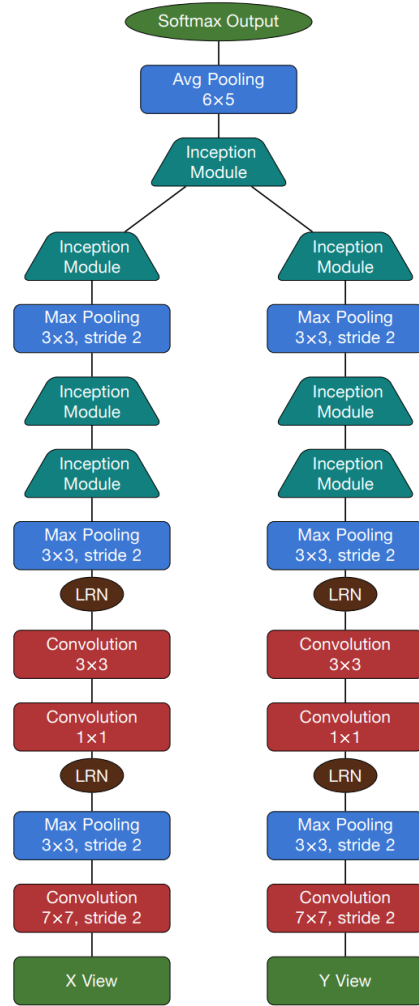 Softmax Output
Avg Pooling
6×5
Inception
Module
Inception
Module
Inception
Module
Max Pooling
3×3, stride 2
Max Pooling
3×3, stride 2
Inception
Module
Inception
Module
Inception
Module
Inception
Module
Max Pooling
3×3, stride 2
Max Pooling
3×3, stride 2
LRN
LRN
Convolution
3×3
Convolution
3×3
Convolution
1×1
Convolution
1×1
LRN
LRN
Max Pooling
3×3, stride 2
Max Pooling
3×3, stride 2
Convolution
7×7, stride 2
Convolution
7×7, stride 2
X View
Y View